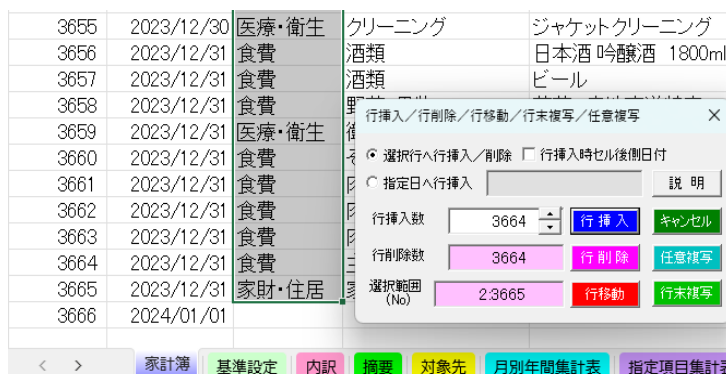 3655 2023/12/30 医療・衛生 クリーニング ジャケットクリーニング
3656 2023/12/31 食費 酒類 日本酒 吟醸酒 1800ml
3657 2023/12/31 食費 酒類 ビール
3658 2023/12/31 食費
3659 2023/12/31 医療・衛生
3660 2023/12/31 食費
3661 2023/12/31 食費
3662 2023/12/31 食費
3663 2023/12/31 食費
3664 2023/12/31 食費
3665 2023/12/31 家財・住居
3666 2024/01/01
行挿入／行削除／行移動／行末複写／任意複写
選択行へ行挿入／削除 行挿入時セル後側日付
指定日へ行挿入 説 明
行挿入数 3664 行 挿 入 キャンセル
行削除数 3664 行 削 除 任意複写
選択範囲 (No) 2:3665 行移動 行末複写
家計簿 基準設定 内訳 摘要 対象先 月別年間集計表 指定項目集計